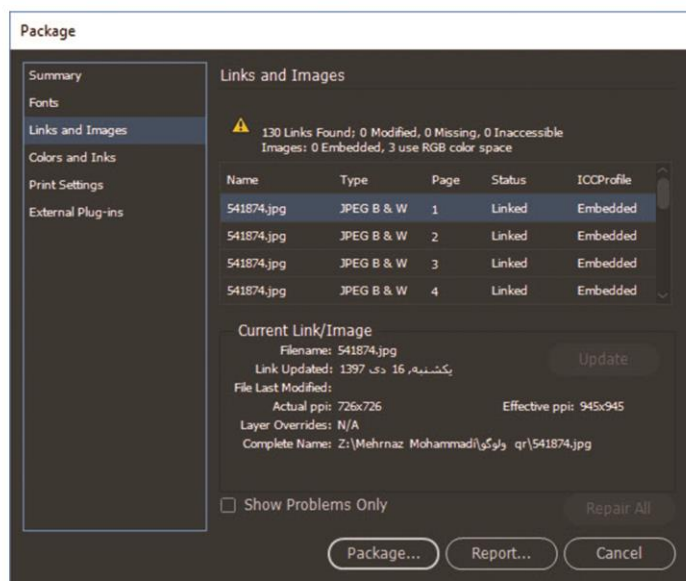 Package
Summary
Fonts
Links and Images
Colors and Inks
Print Settings
External Plug-ins
Links and Images
130 Links Found; 0 Modified, 0 Missing, 0 Inaccessible
Images: 0 Embedded, 3 use RGB color space
Name Type Page Status ICCProfile
541874.jpg JPEG B & W 1 Linked Embedded
541874.jpg JPEG B & W 2 Linked Embedded
541874.jpg JPEG B & W 3 Linked Embedded
541874.jpg JPEG B & W 4 Linked Embedded
Current Link/Image
Filename: 541874.jpg
Update
Link Updated: یکشنبه, 16 دی 1397
File Last Modified:
Actual ppi: 726x726 Effective ppi: 945x945
Layer Overrides: N/A
Complete Name: Z:\Mehrnaz Mohammadi\ولوگو qr\541874.jpg
Show Problems Only
Repair All
Package... Report... Cancel